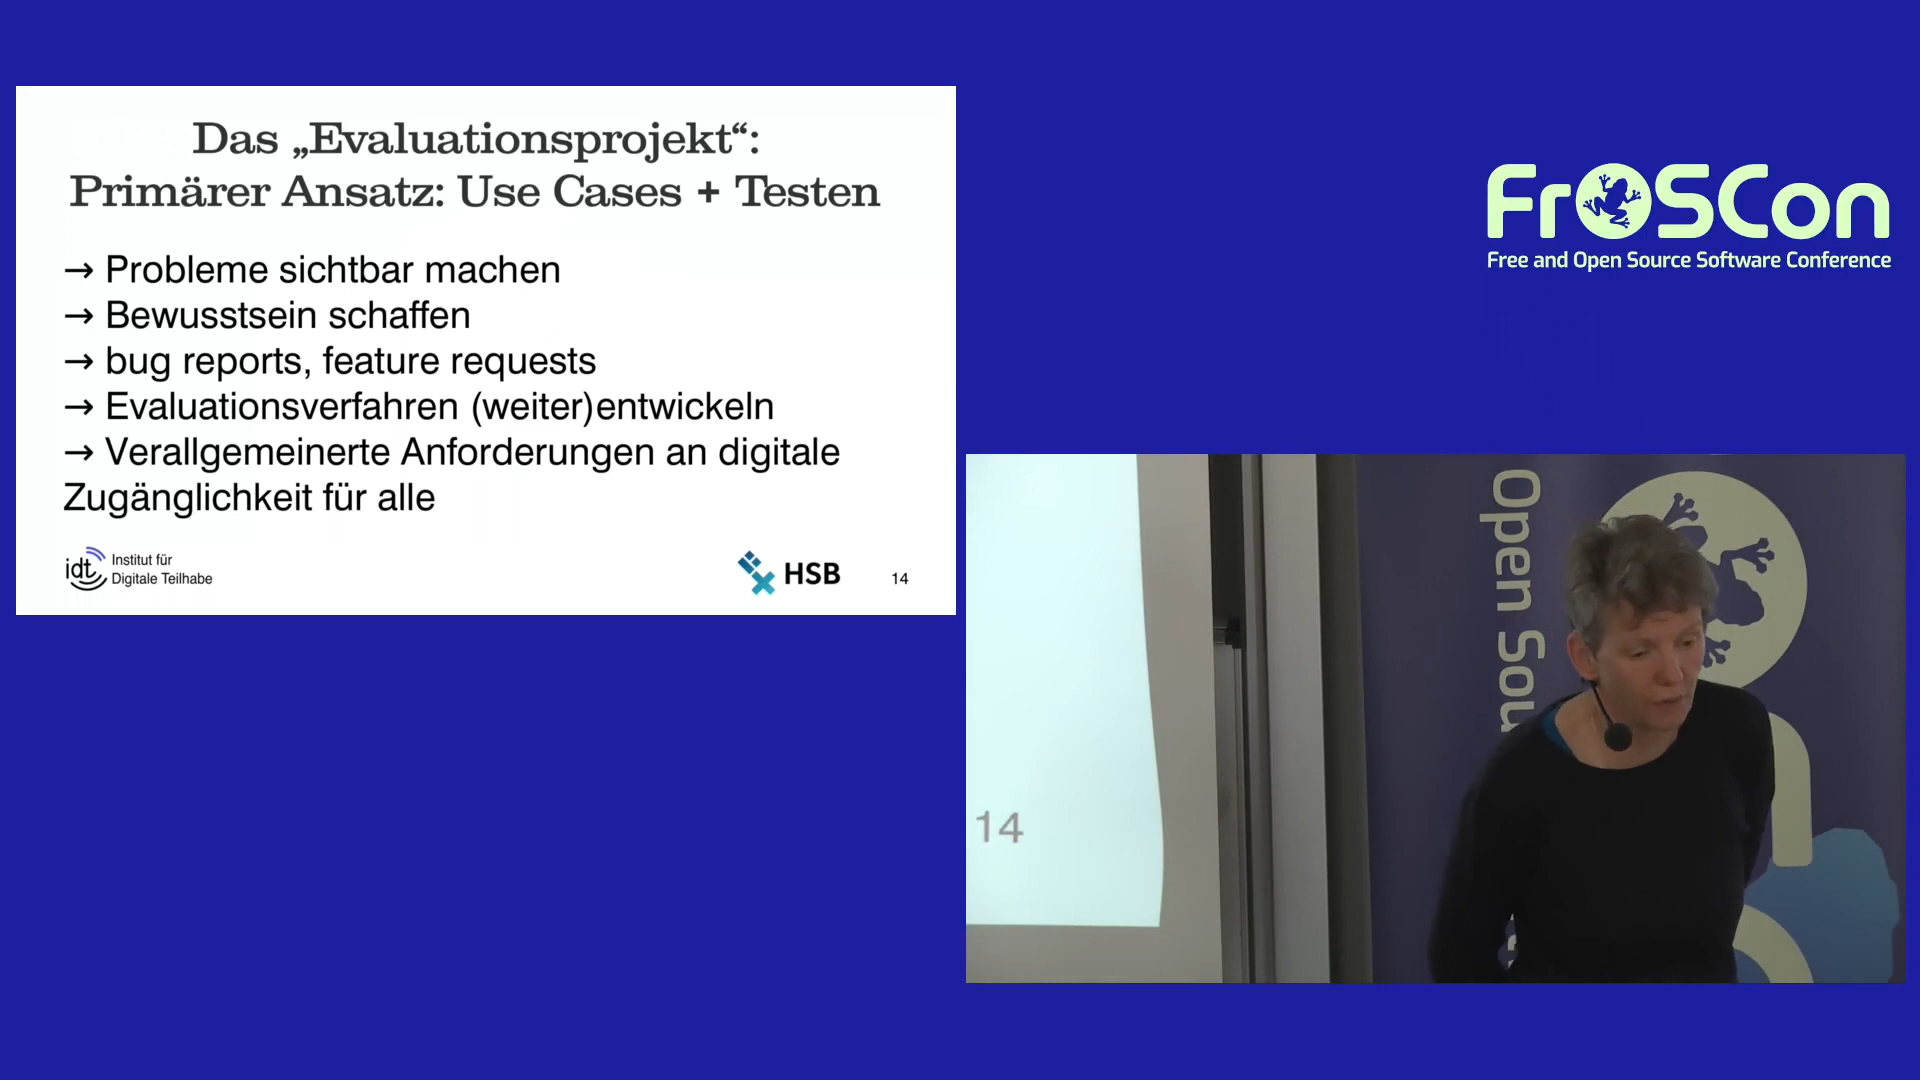 Das „Evaluationsprojekt“:
Primärer Ansatz: Use Cases + Testen
→ Probleme sichtbar machen
→ Bewusstsein schaffen
→ bug reports, feature requests
→ Evaluationsverfahren (weiter)entwickeln
→ Verallgemeinerte Anforderungen an digitale
Zugänglichkeit für alle
idt Institut für
Digitale Teilhabe
HSB
14
FrOSCon
Free and Open Source Software Conference
14
Open Sou